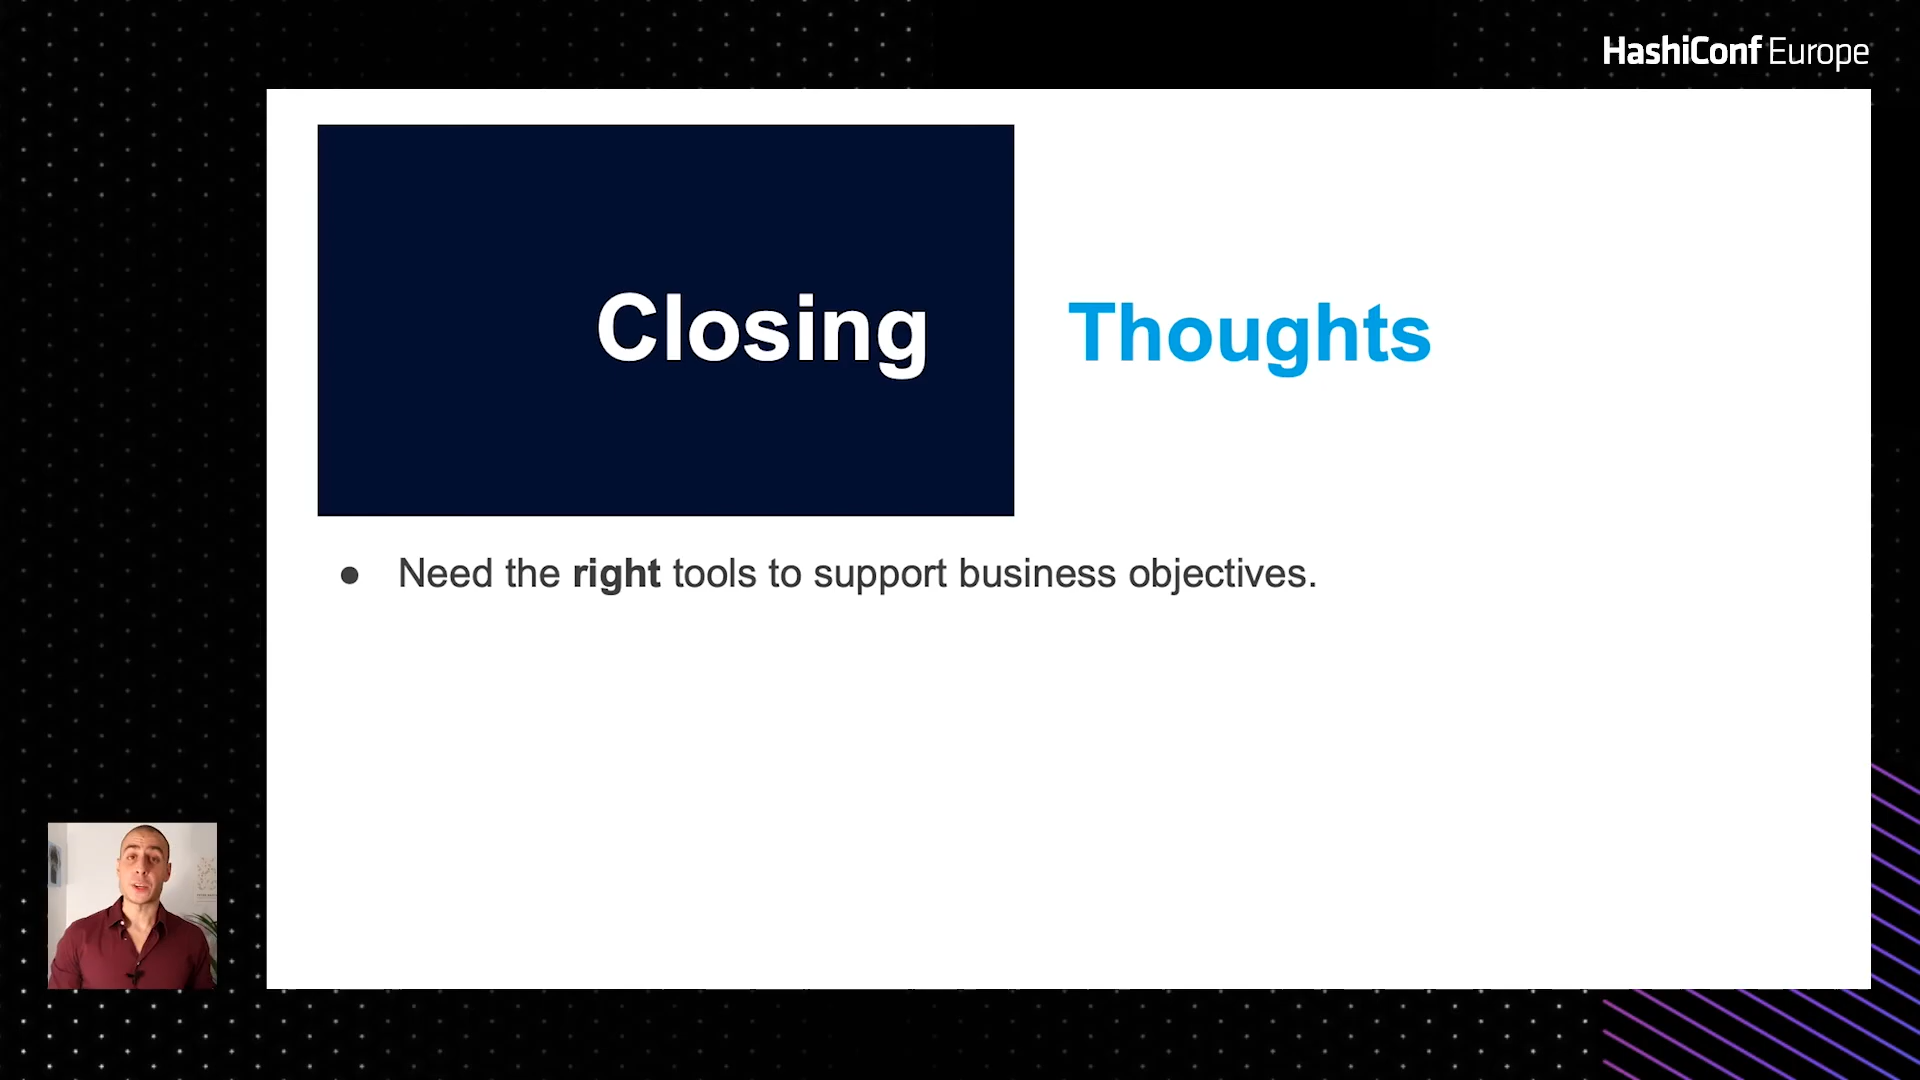 HashiConf Europe
Closing Thoughts
● Need the right tools to support business objectives.